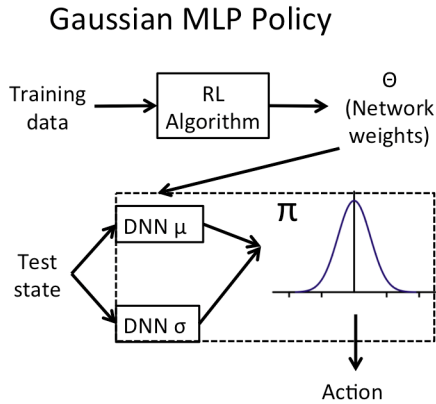 Gaussian MLP Policy
Training
data
RL
Algorithm
Θ
(Network
weights)
π
DNN μ
Test
state
DNN σ
Action